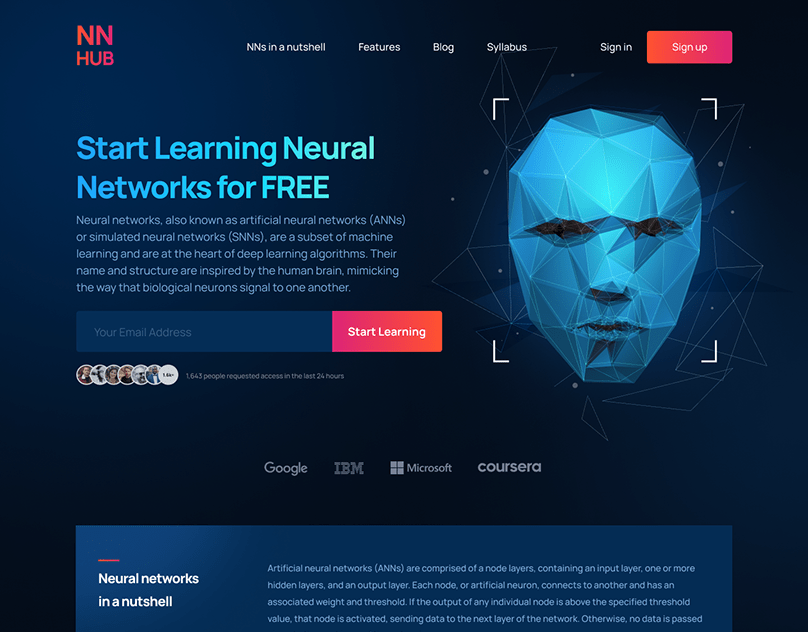 NN
HUB
NNs in a nutshell
Features
Blog
Syllabus
Sign in
Sign up
Start Learning Neural
Networks for FREE
Neural networks, also known as artificial neural networks (ANNs)
or simulated neural networks (SNNs), are a subset of machine
learning and are at the heart of deep learning algorithms. Their
name and structure are inspired by the human brain, mimicking
the way that biological neurons signal to one another.
Your Email Address
Start Learning
1.6k+
1,643 people requested access in the last 24 hours
Google
IBM
Microsoft
coursera
Neural networks
in a nutshell
Artificial neural networks (ANNs) are comprised of a node layers, containing an input layer, one or more
hidden layers, and an output layer. Each node, or artificial neuron, connects to another and has an
associated weight and threshold. If the output of any individual node is above the specified threshold
value, that node is activated, sending data to the next layer of the network. Otherwise, no data is passed